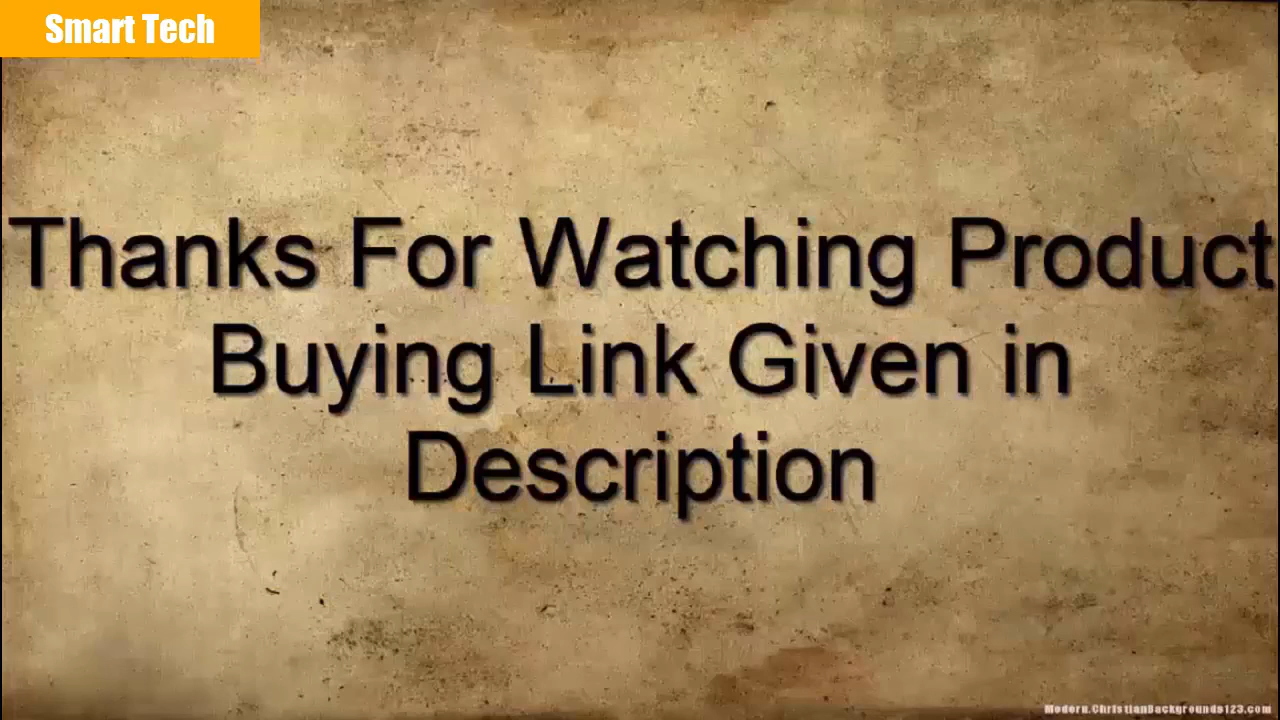 Smart Tech
Thanks For Watching Product
Buying Link Given in
Description
Modern.ChristianBackgrounds123.com